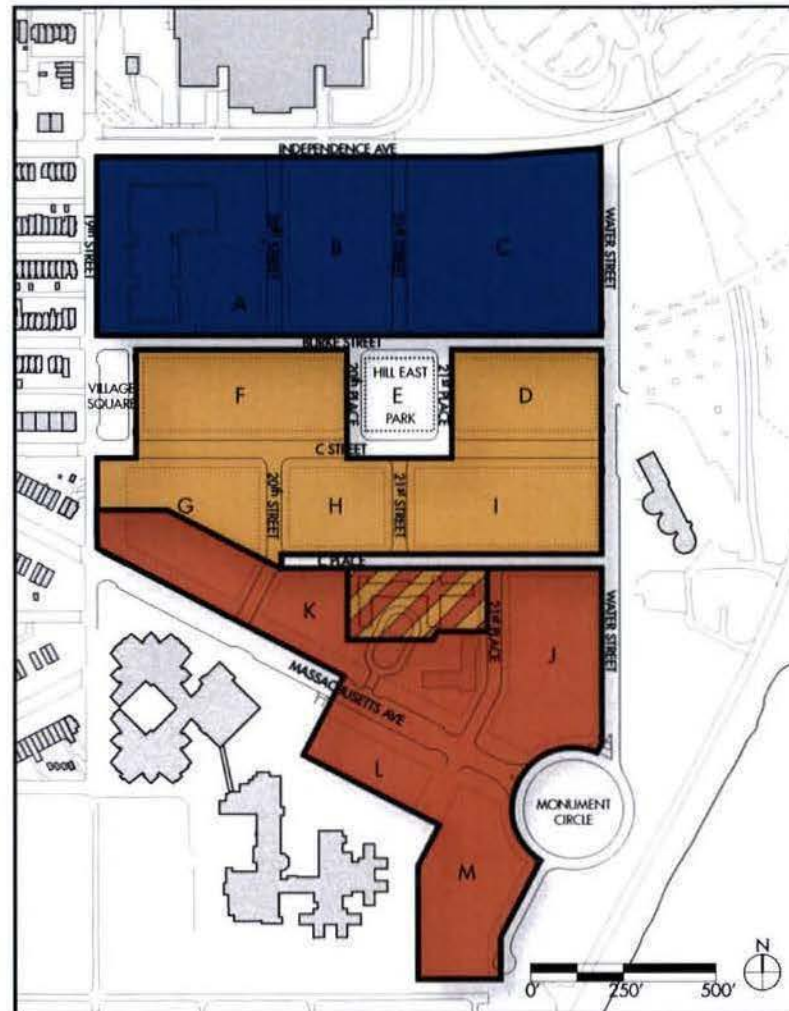 INDEPENDENCE AVE
19TH STREET
20TH STREET
21ST STREET
WATER STREET
B
C
A
BURKE STREET
VILLAGE
SQUARE
F
20TH PLACE
HILL EAST
E
PARK
21ST PLACE
D
C STREET
G
20TH STREET
H
21ST STREET
I
C PLACE
K
21ST PLACE
J
WATER STREET
MASSACHUSETTS AVE
L
MONUMENT
CIRCLE
M
N
0' 250' 500'